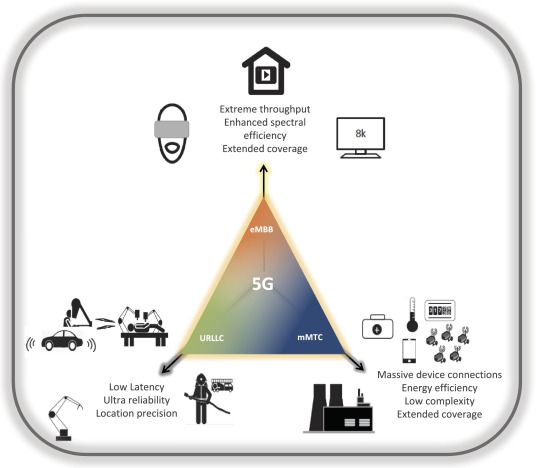 Extreme throughput
Enhanced spectral
efficiency
Extended coverage
8k
eMBB
5G
URLLC
mMTC
Low Latency
Ultra reliability
Location precision
Massive device connections
Energy efficiency
Low complexity
Extended coverage